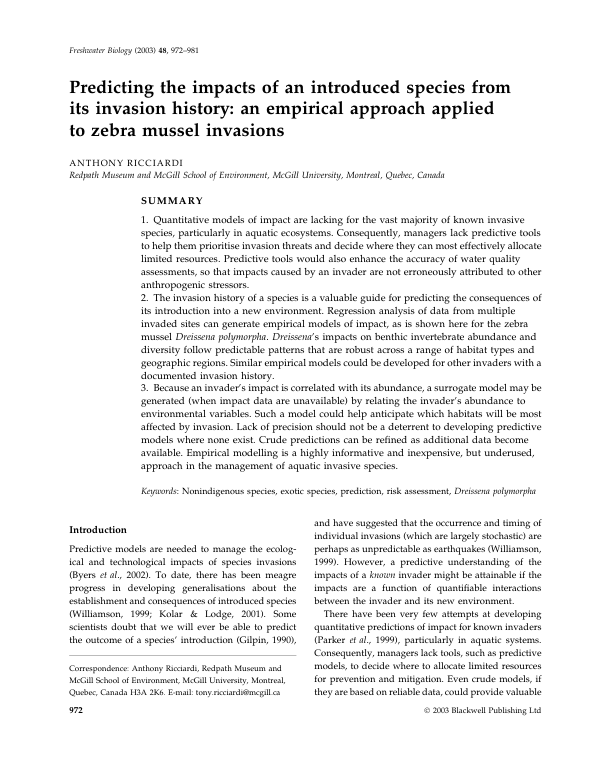 Freshwater Biology (2003) 48, 972–981
Predicting the impacts of an introduced species from
its invasion history: an empirical approach applied
to zebra mussel invasions
ANTHONY RICCIARDI
Redpath Museum and McGill School of Environment, McGill University, Montreal, Quebec, Canada
SUMMARY
1. Quantitative models of impact are lacking for the vast majority of known invasive
species, particularly in aquatic ecosystems. Consequently, managers lack predictive tools
to help them prioritise invasion threats and decide where they can most effectively allocate
limited resources. Predictive tools would also enhance the accuracy of water quality
assessments, so that impacts caused by an invader are not erroneously attributed to other
anthropogenic stressors.
2. The invasion history of a species is a valuable guide for predicting the consequences of
its introduction into a new environment. Regression analysis of data from multiple
invaded sites can generate empirical models of impact, as is shown here for the zebra
mussel Dreissena polymorpha. Dreissena's impacts on benthic invertebrate abundance and
diversity follow predictable patterns that are robust across a range of habitat types and
geographic regions. Similar empirical models could be developed for other invaders with a
documented invasion history.
3. Because an invader's impact is correlated with its abundance, a surrogate model may be
generated (when impact data are unavailable) by relating the invader's abundance to
environmental variables. Such a model could help anticipate which habitats will be most
affected by invasion. Lack of precision should not be a deterrent to developing predictive
models where none exist. Crude predictions can be refined as additional data become
available. Empirical modelling is a highly informative and inexpensive, but underused,
approach in the management of aquatic invasive species.
Keywords: Nonindigenous species, exotic species, prediction, risk assessment, Dreissena polymorpha
Introduction
Predictive models are needed to manage the ecolog-
ical and technological impacts of species invasions
(Byers et al., 2002). To date, there has been meagre
progress in developing generalisations about the
establishment and consequences of introduced species
(Williamson, 1999; Kolar & Lodge, 2001). Some
scientists doubt that we will ever be able to predict
the outcome of a species' introduction (Gilpin, 1990),
Correspondence: Anthony Ricciardi, Redpath Museum and
McGill School of Environment, McGill University, Montreal,
Quebec, Canada H3A 2K6. E-mail: tony.ricciardi@mcgill.ca
and have suggested that the occurrence and timing of
individual invasions (which are largely stochastic) are
perhaps as unpredictable as earthquakes (Williamson,
1999). However, a predictive understanding of the
impacts of a known invader might be attainable if the
impacts are a function of quantifiable interactions
between the invader and its new environment.
There have been very few attempts at developing
quantitative predictions of impact for known invaders
(Parker et al., 1999), particularly in aquatic systems.
Consequently, managers lack tools, such as predictive
models, to decide where to allocate limited resources
for prevention and mitigation. Even crude models, if
they are based on reliable data, could provide valuable
972
© 2003 Blackwell Publishing Ltd